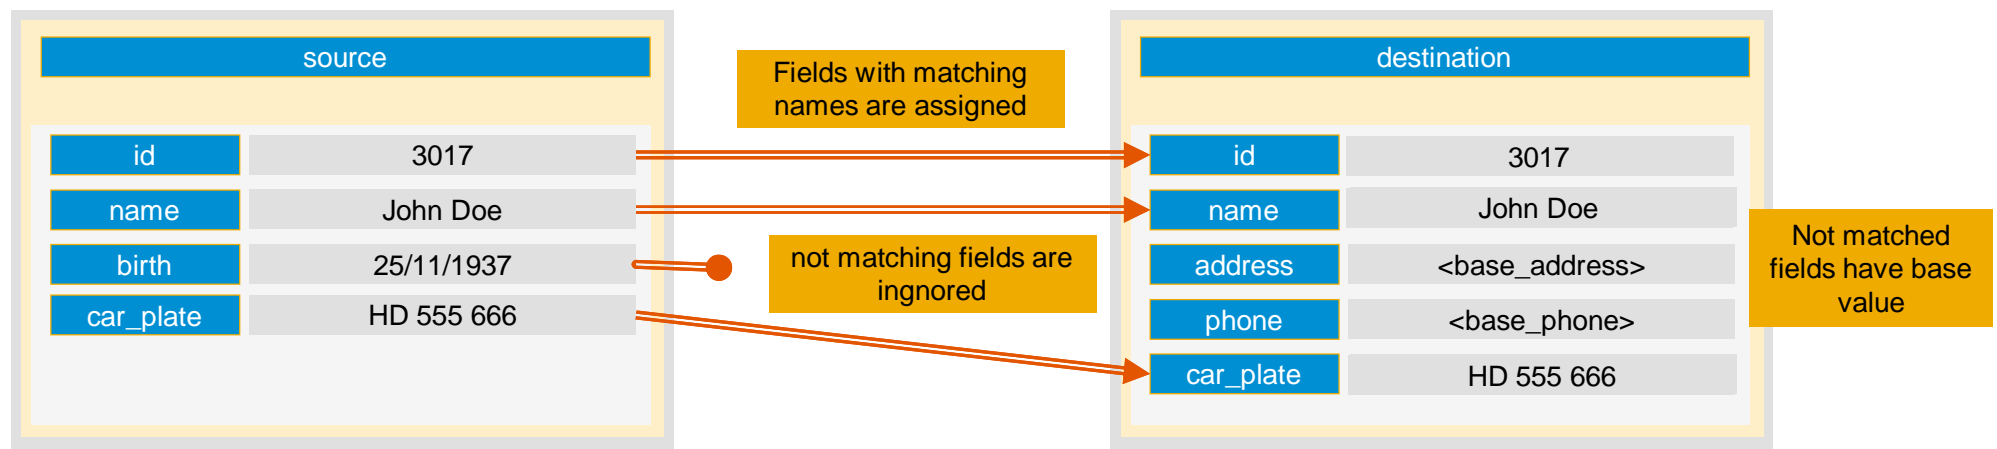 source
id
3017
name
John Doe
birth
25/11/1937
car_plate
HD 555 666
Fields with matching
names are assigned
not matching fields are
ingnored
destination
id
3017
name
John Doe
address
<base_address>
phone
<base_phone>
car_plate
HD 555 666
Not matched
fields have base
value